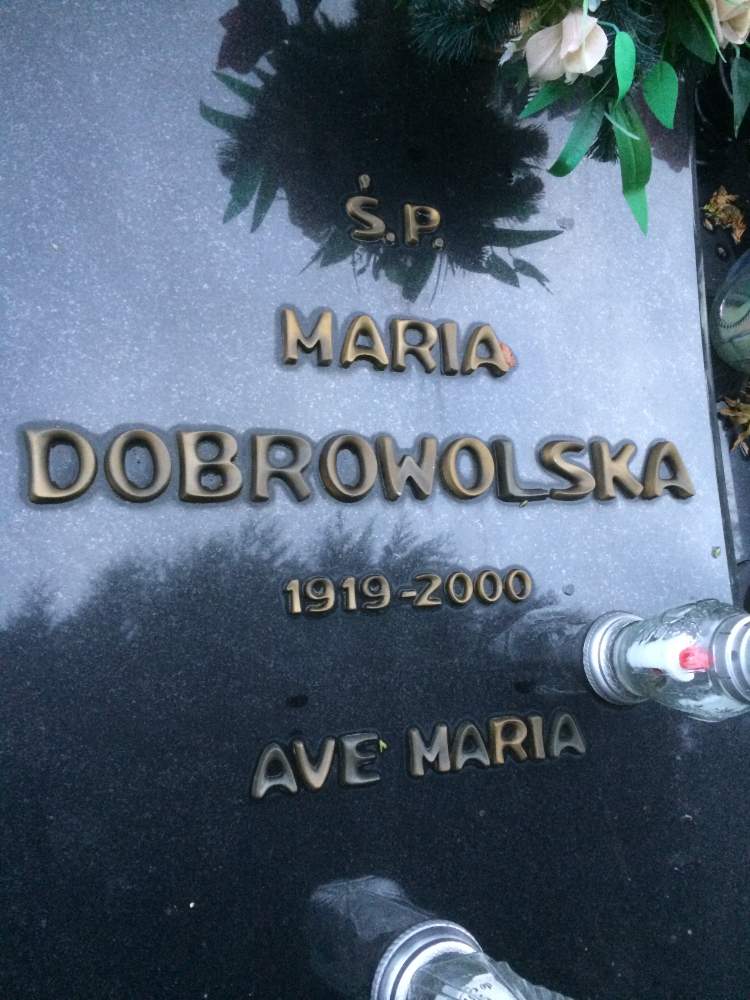 Ś.P.
MARIA
DOBROWOLSKA
1919-2000
AVE MARIA